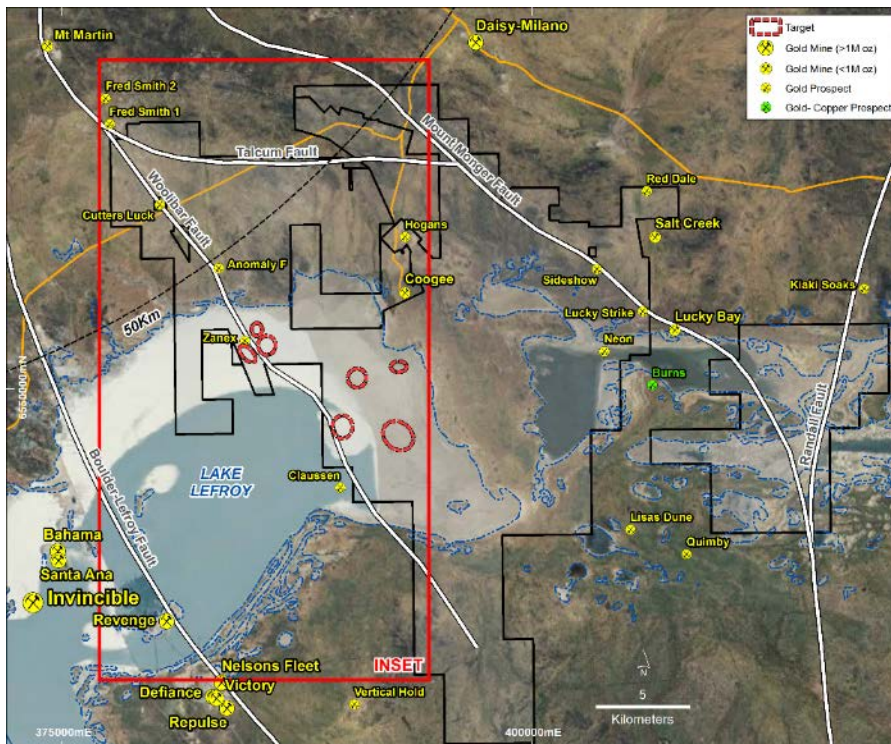 Target
Gold Mine (>1M oz)
Gold Mine (<1M oz)
Gold Prospect
Gold- Copper Prospect
Daisy-Milano
Mt Martin
Fred Smith 2
Fred Smith 1
Mount Monger Fault
Talcum Fault
Woolibar Fault
Red Dale
Cutters Luck
Hogans
Salt Creek
Anomaly F
Sideshow
Coogee
Kiaki Soaks
50Km
Lucky Strike
Lucky Bay
Zanex
Neon
Burns
6550000mN
Randall Fault
Boulder-Lefroy Fault
LAKE
LEFROY
Claussen
Lisas Dune
Bahama
Quimby
Santa Ana
Invincible
Revenge
INSET
N
Nelsons Fleet
Victory
Defiance
Vertical Hold
Repulse
5
Kilometers
375000mE
400000mE